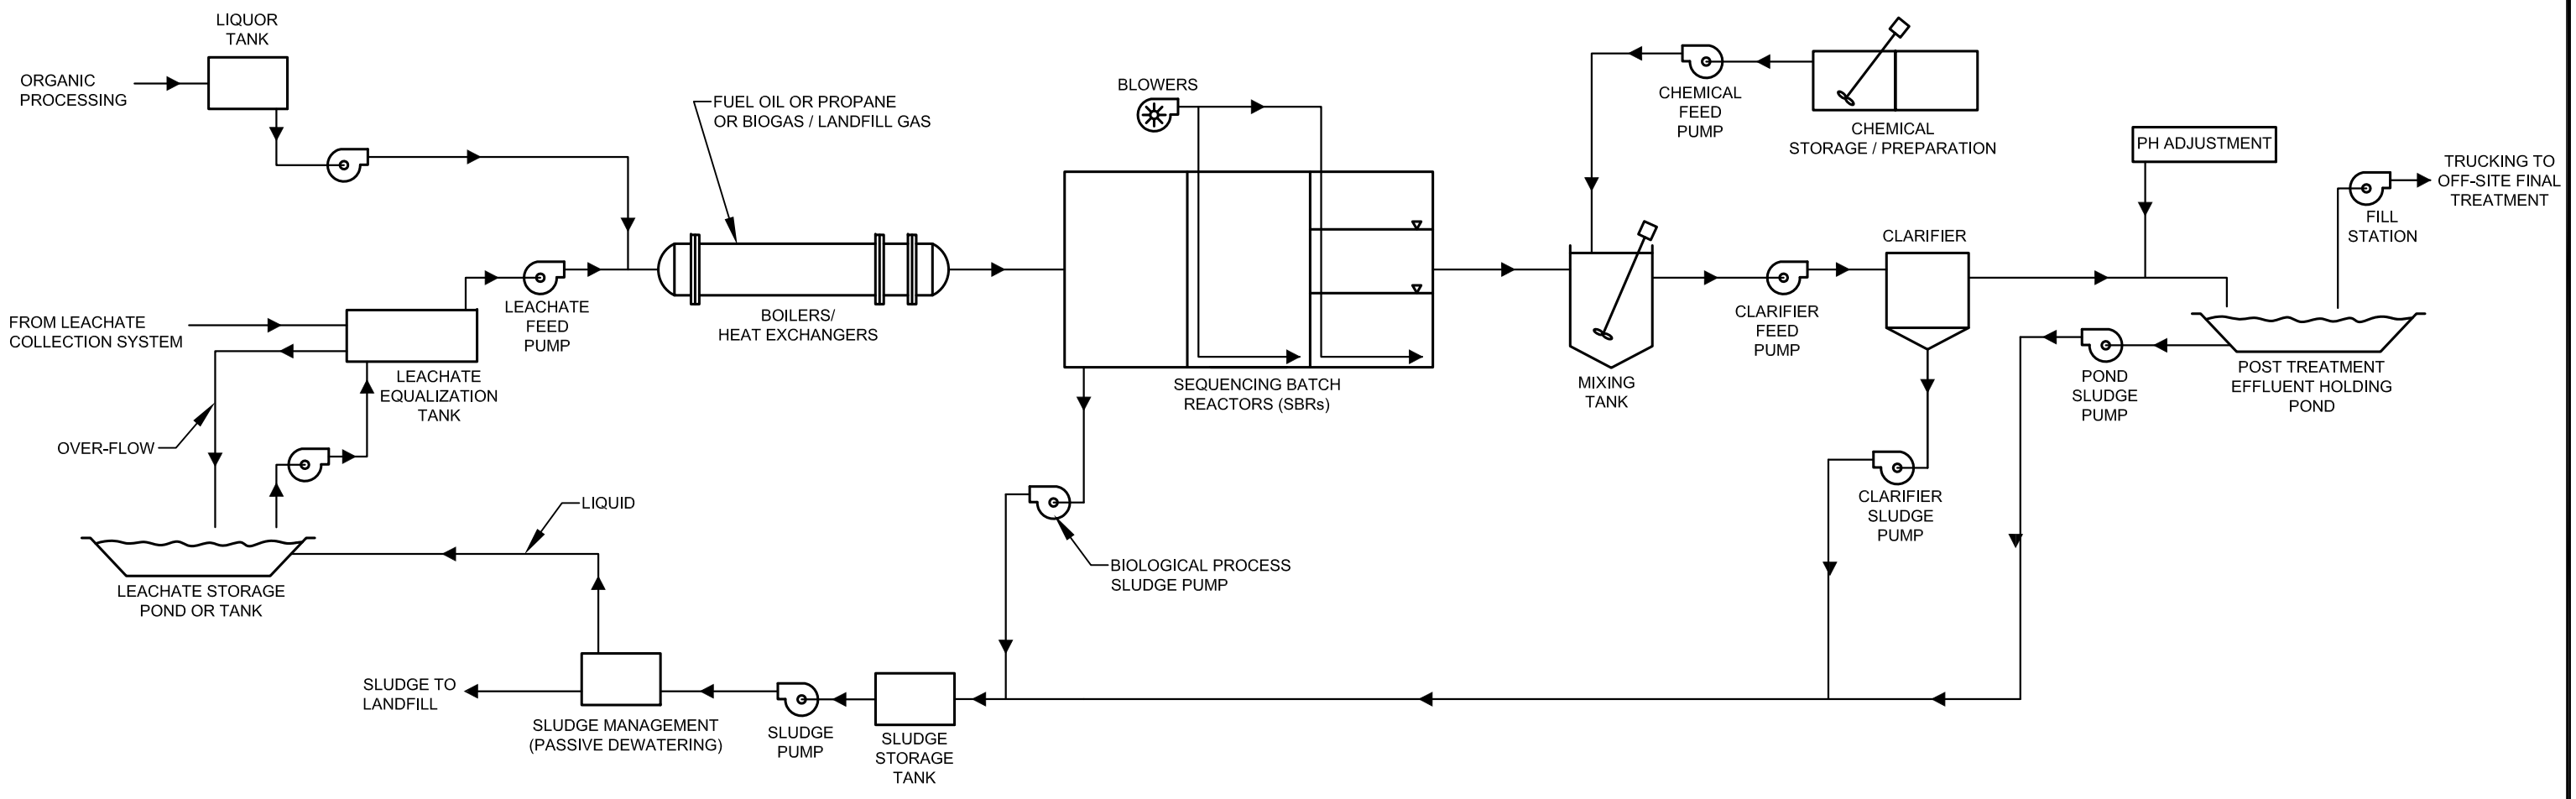 LIQUOR
TANK
ORGANIC
PROCESSING
FUEL OIL OR PROPANE
OR BIOGAS / LANDFILL GAS
BLOWERS
CHEMICAL
FEED
PUMP
CHEMICAL
STORAGE / PREPARATION
PH ADJUSTMENT
TRUCKING TO
OFF-SITE FINAL
TREATMENT
FILL
STATION
CLARIFIER
FROM LEACHATE
COLLECTION SYSTEM
LEACHATE
FEED
PUMP
BOILERS/
HEAT EXCHANGERS
LEACHATE
EQUALIZATION
TANK
SEQUENCING BATCH
REACTORS (SBRs)
MIXING
TANK
CLARIFIER
FEED
PUMP
POND
SLUDGE
PUMP
POST TREATMENT
EFFLUENT HOLDING
POND
OVER-FLOW
LIQUID
CLARIFIER
SLUDGE
PUMP
BIOLOGICAL PROCESS
SLUDGE PUMP
LEACHATE STORAGE
POND OR TANK
SLUDGE TO
LANDFILL
SLUDGE MANAGEMENT
(PASSIVE DEWATERING)
SLUDGE
PUMP
SLUDGE
STORAGE
TANK